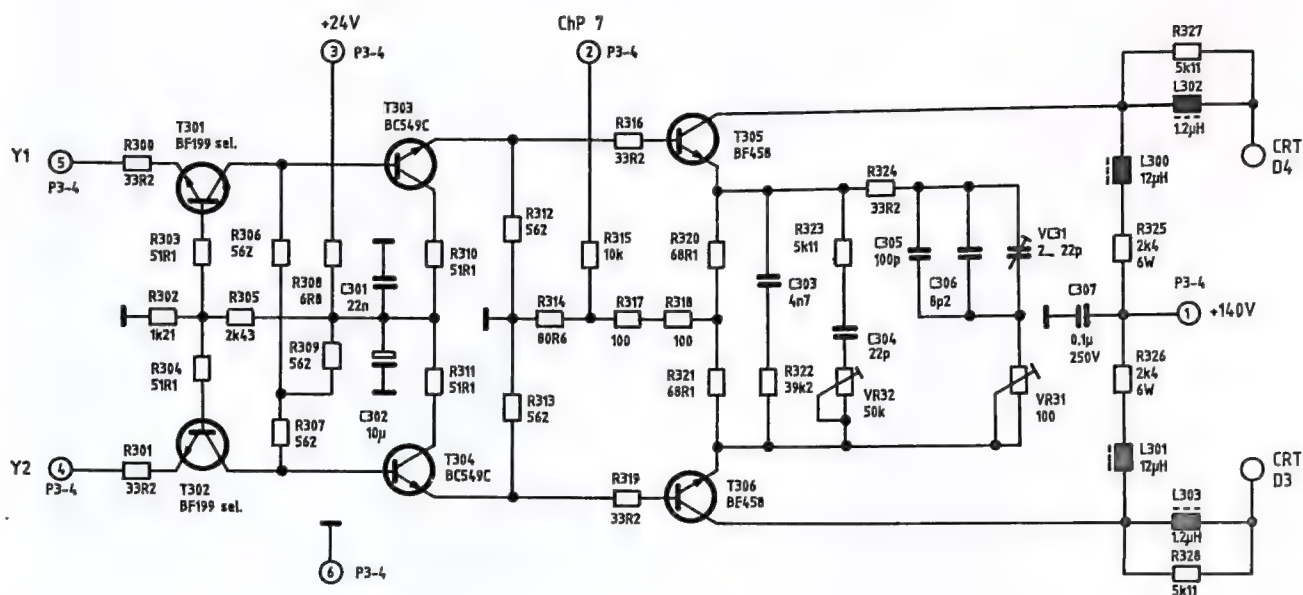 +24V
3 P3-4
ChP 7
2 P3-4
R327
5k11
L302
1.2µH
T301
BF199 sel.
T303
BC549C
R316
33R2
T305
BF458
CRT
D4
Y1
5
P3-4
R300
33R2
L300
12µH
R324
33R2
R303
51R1
R306
562
R312
562
R310
51R1
R315
10k
R320
68R1
R323
5k11
C305
100p
VC31
2_ 22p
R325
2k4
6W
R308
6R8
C301
22n
C303
4n7
C306
8p2
R302
1k21
R305
2k43
R314
80R6
R317
100
R318
100
C307
0.1µ
250V
P3-4
1 +140V
R309
562
C304
22p
R304
51R1
R311
51R1
R321
68R1
R322
39k2
VR32
50k
VR31
100
R326
2k4
6W
R307
562
C302
10µ
R313
562
L301
12µH
Y2
4
P3-4
R301
33R2
T302
BF199 sel.
T304
BC549C
R319
33R2
T306
BF458
CRT
D3
L303
1.2µH
R328
5k11
6 P3-4